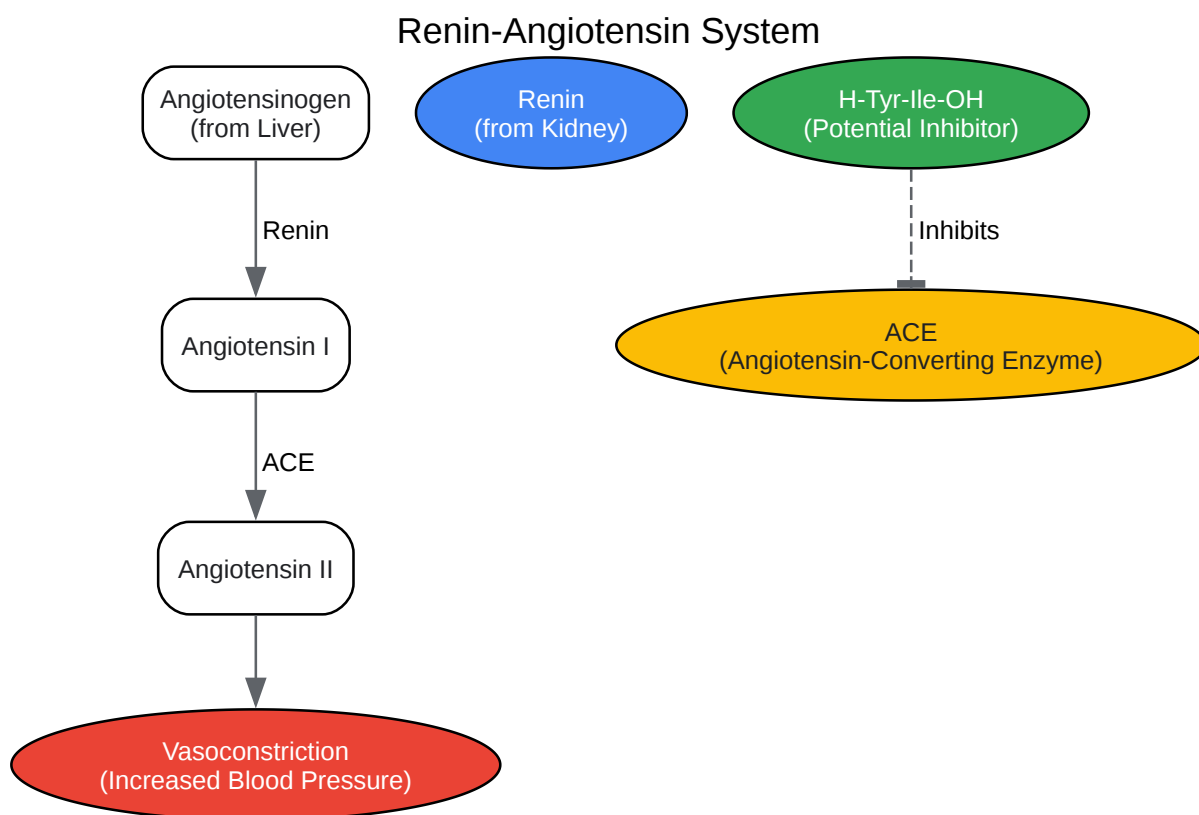 Renin-Angiotensin System
Angiotensinogen
(from Liver)
Renin
(from Kidney)
H-Tyr-Ile-OH
(Potential Inhibitor)
Renin
Inhibits
Angiotensin I
ACE
(Angiotensin-Converting Enzyme)
ACE
Angiotensin II
Vasoconstriction
(Increased Blood Pressure)